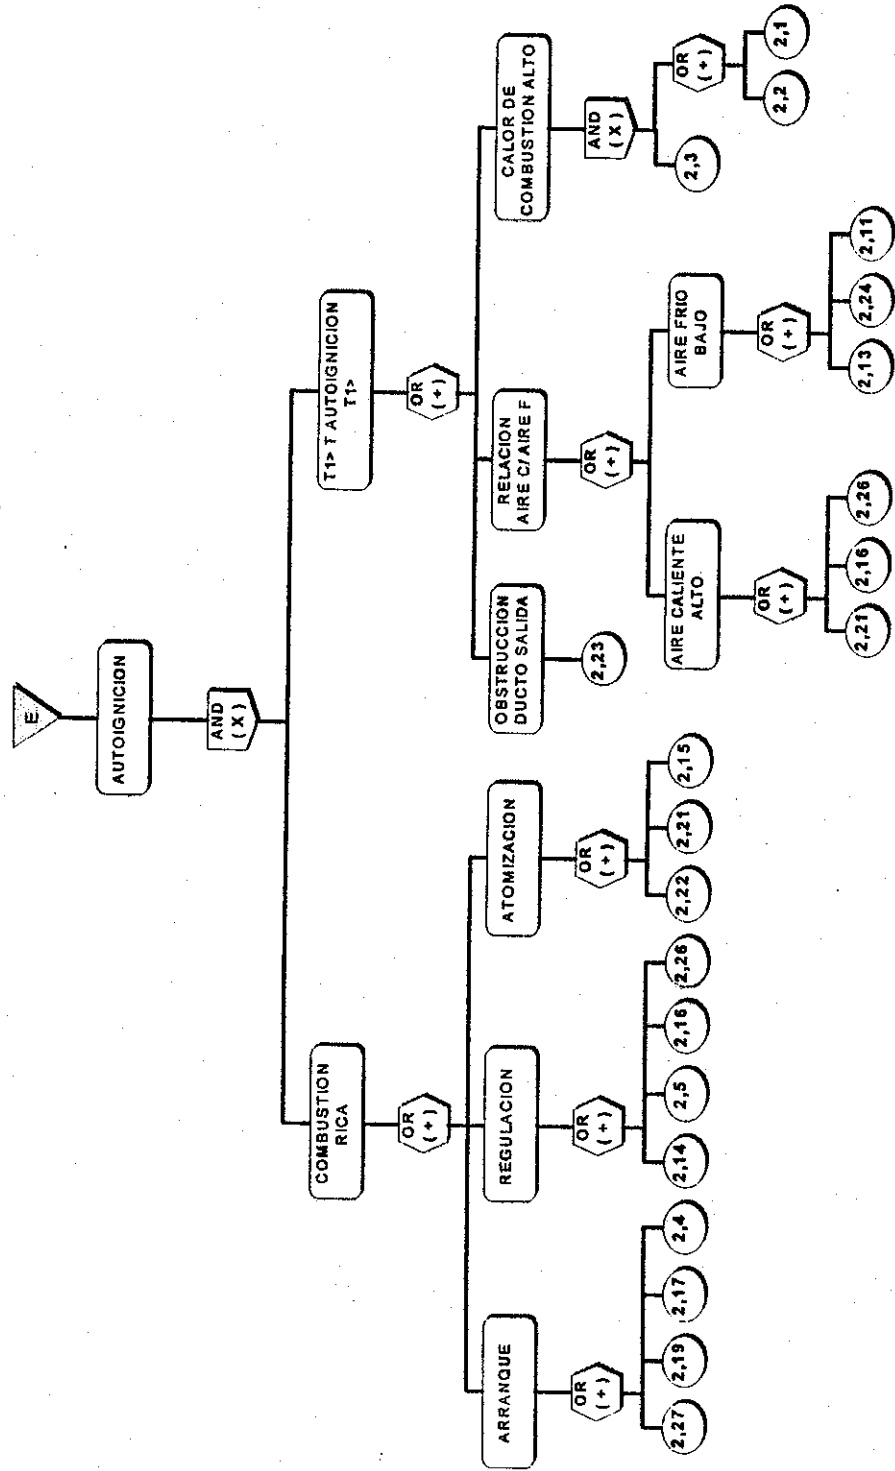 E
AUTOIGNICION
AND
(X)
COMBUSTION
RICA
T1> T AUTOIGNICION
T1>
OR
(+)
OR
(+)
ARRANQUE
REGULACION
ATOMIZACION
OBSTRUCCION
DUCTO SALIDA
RELACION
AIRE C/AIRE F
CALOR DE
COMBUSTION ALTO
OR
(+)
OR
(+)
OR
(+)
2,23
OR
(+)
AND
(X)
2,27
2,19
2,17
2,4
2,14
2,5
2,16
2,26
2,22
2,21
2,15
AIRE CALIENTE
ALTO
AIRE FRIO
BAJO
2,3
OR
(+)
OR
(+)
OR
(+)
2,2
2,1
2,21
2,16
2,26
2,13
2,24
2,11